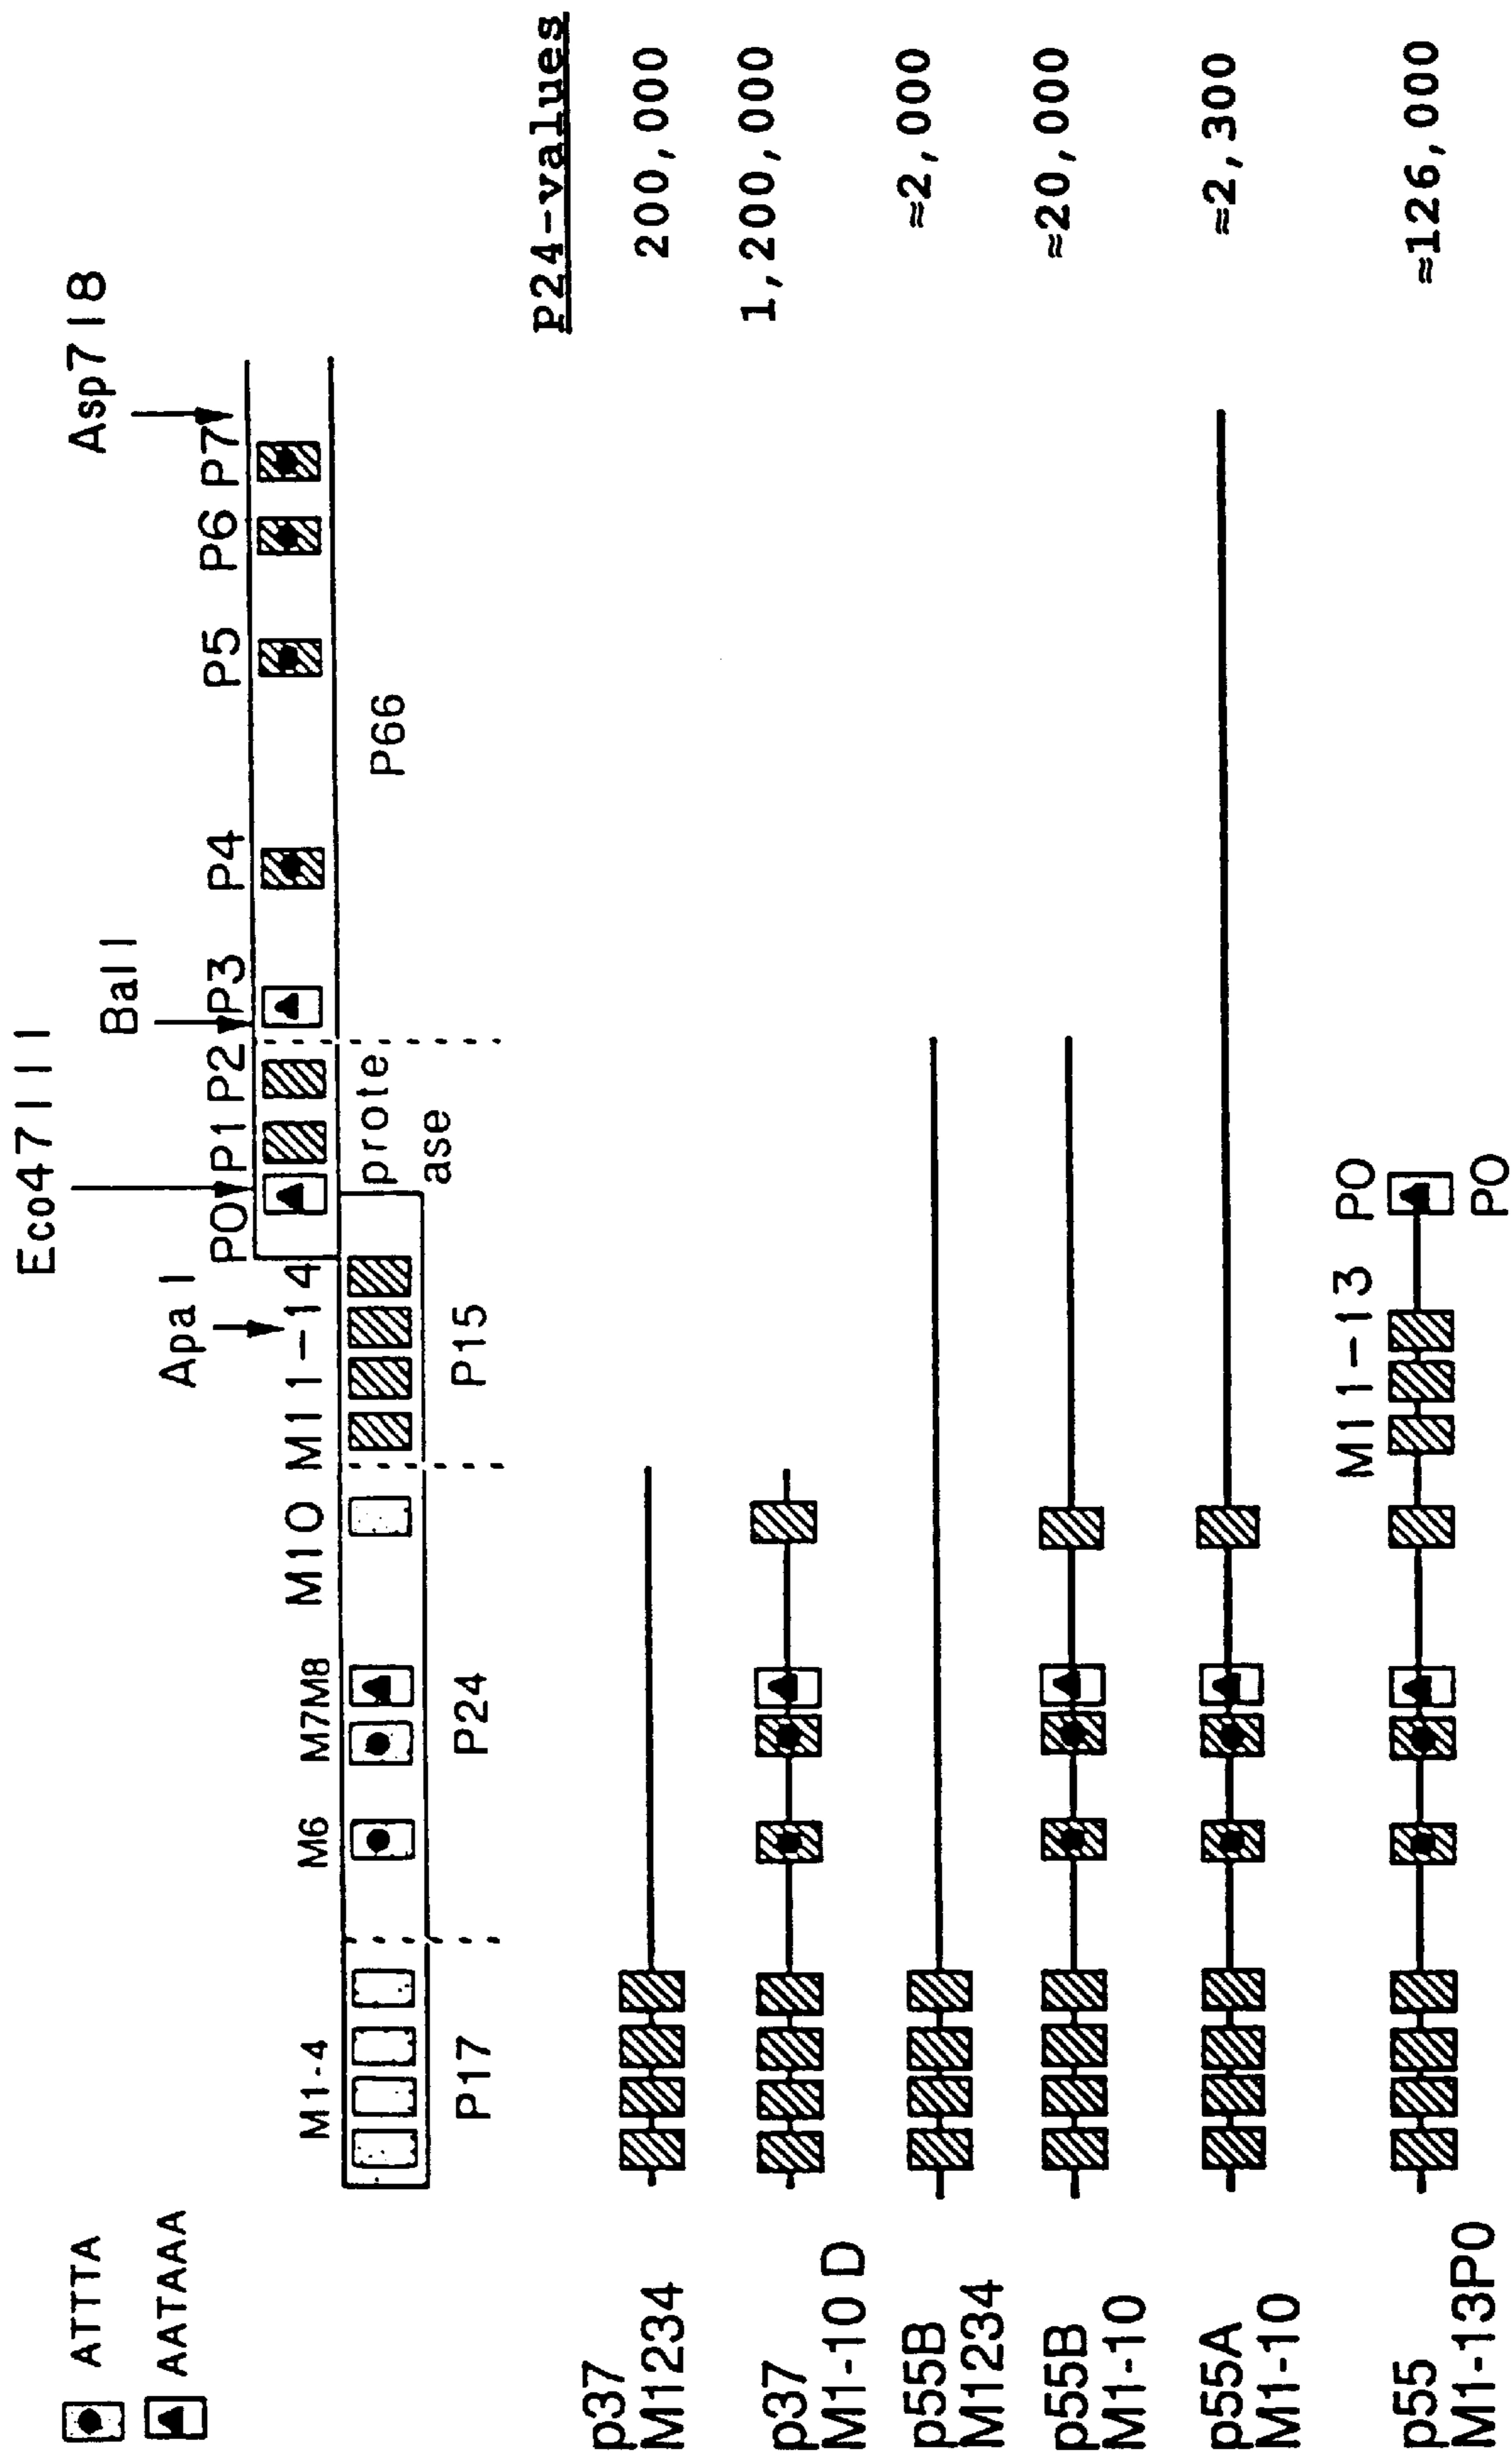 ATTTA
AATAAA
Eco47III
BalI
Asp718
ApaI
P0 P1 P2 P3 P4 P5 P6 P7
M1-4 M6 M7M8 M10 M11-14
P17 P24 P15 prote
ase
P66
P24-values
p37
M1234
200,000
p37
M1-10 D
1,200,000
p55B
M1234
≈2,000
p55B
M1-10
≈20,000
p55A
M1-10
≈2,300
M11-13 P0
p55
M1-13P0
P0
≈126,000